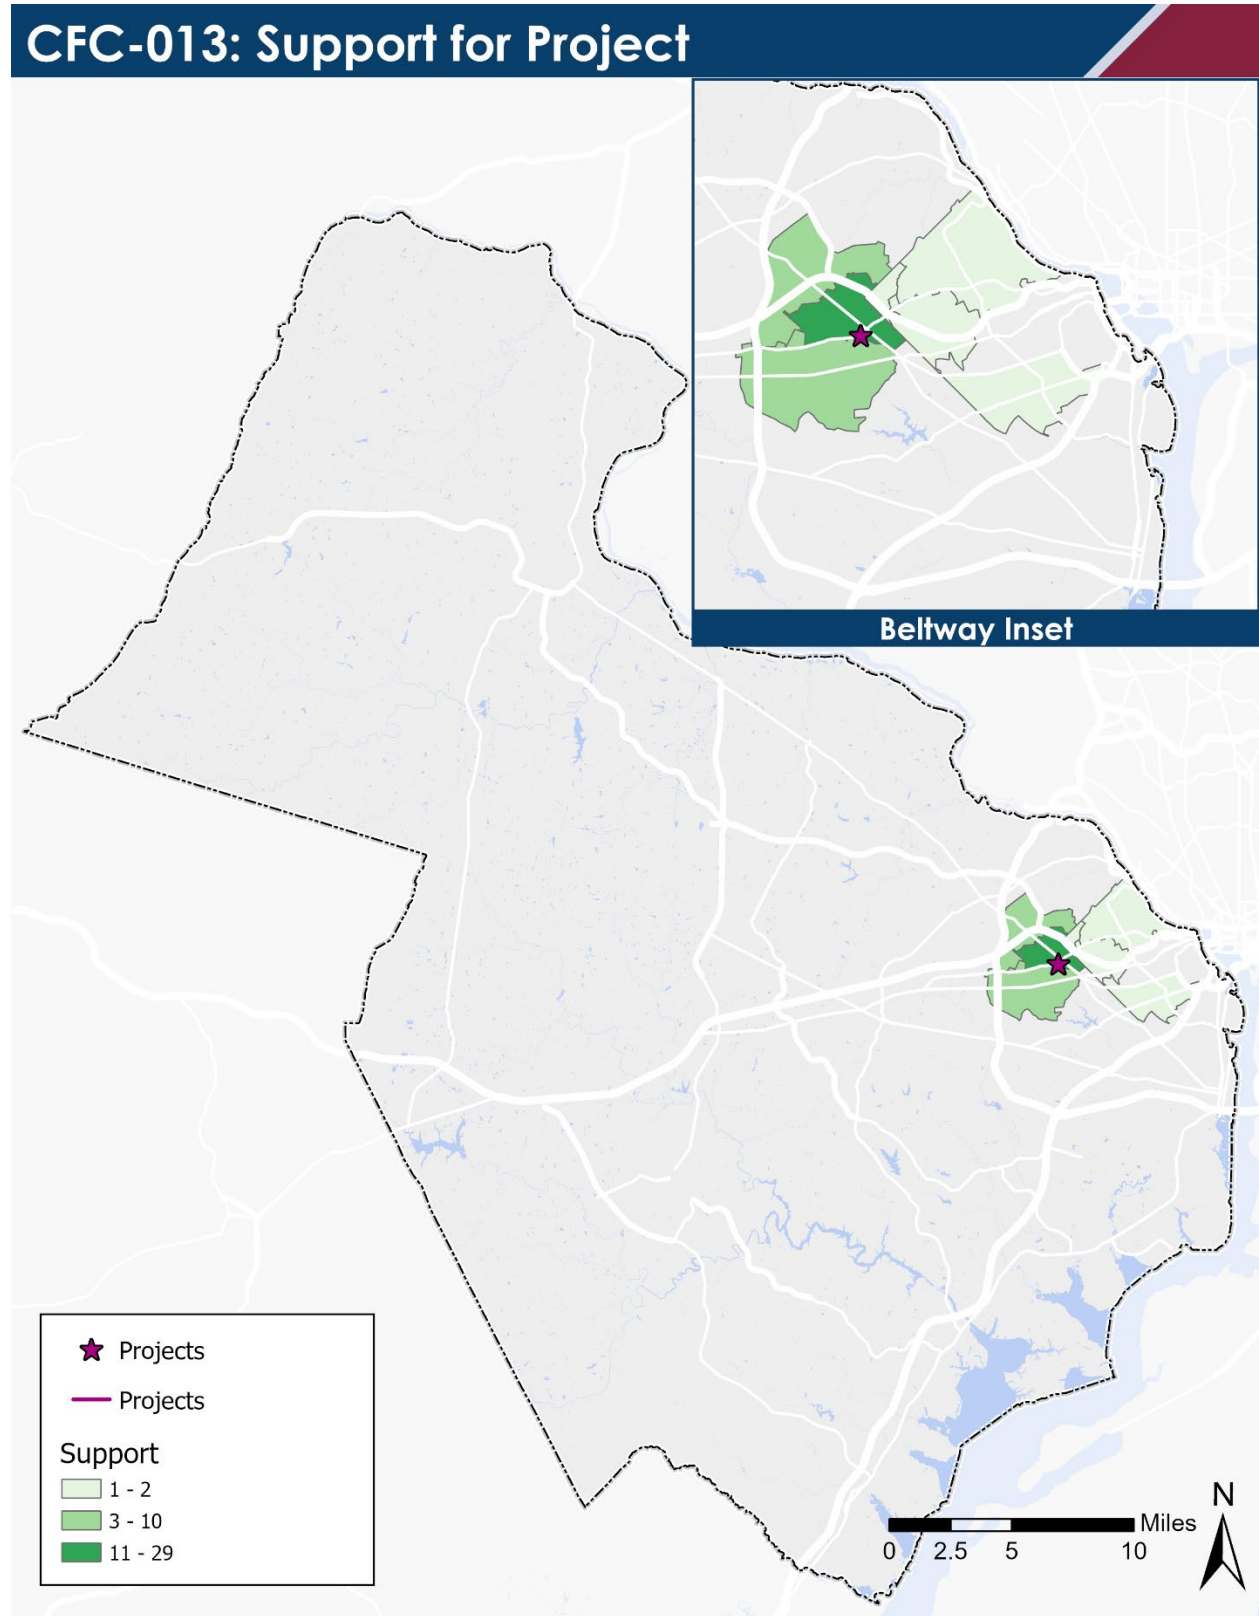 CFC-013: Support for Project
Beltway Inset
Projects
Projects
Support
1 - 2
3 - 10
11 - 29
N
Miles
0 2.5 5 10